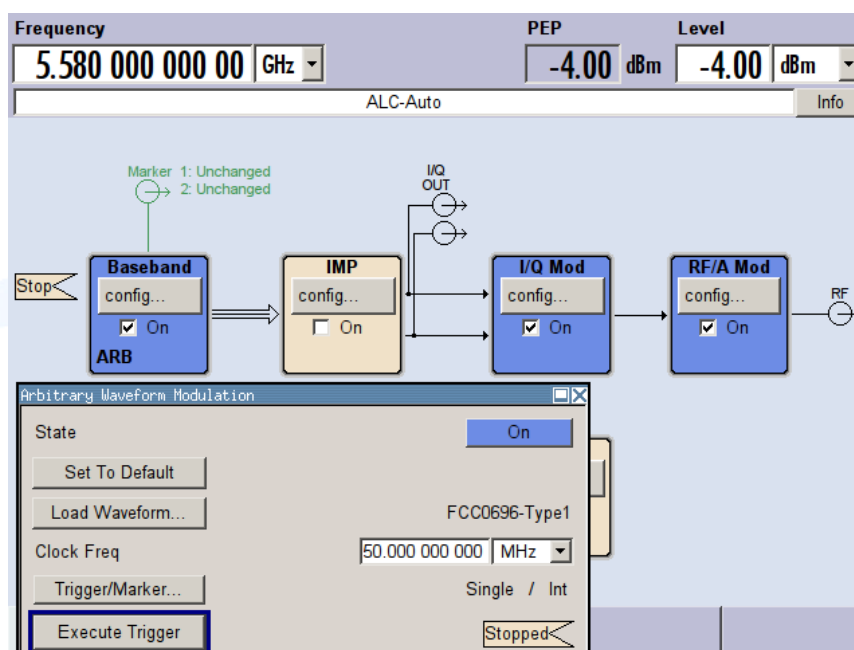 Frequency PEP Level
5.580 000 000 00 GHz -4.00 dBm -4.00 dBm
ALC-Auto Info
Marker 1: Unchanged
2: Unchanged
I/Q
OUT
Stop
Baseband IMP I/Q Mod RF/A Mod
config... config... config... config...
On On On On
ARB
RF
Arbitrary Waveform Modulation
State On
Set To Default
Load Waveform... FCC0696-Type1
Clock Freq 50.000 000 000 MHz
Trigger/Marker... Single / Int
Execute Trigger Stopped